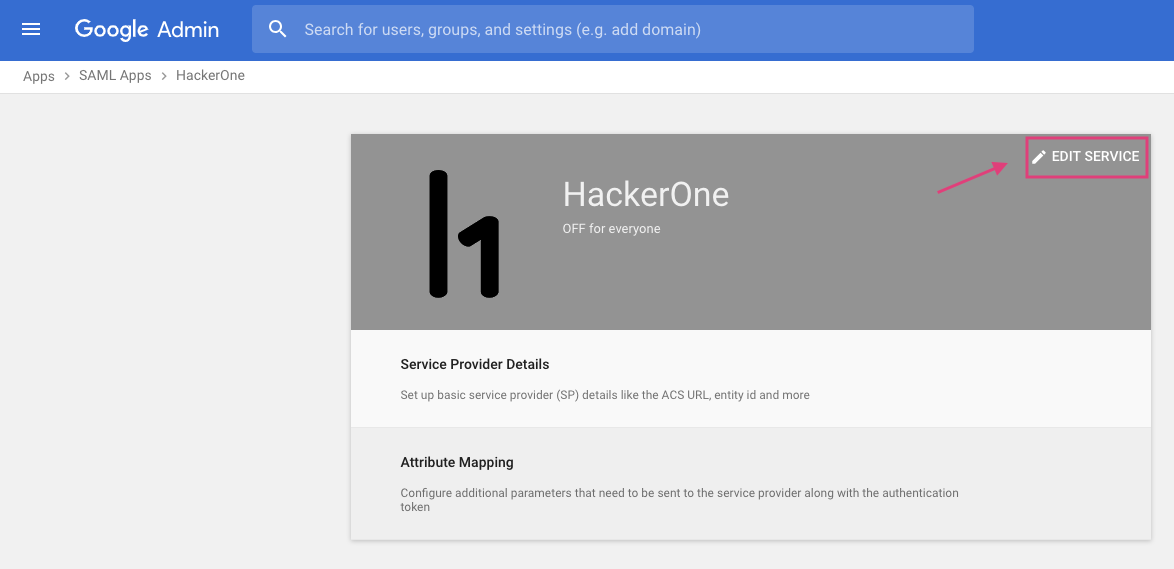 Google Admin
Search for users, groups, and settings (e.g. add domain)
Apps > SAML Apps > HackerOne
EDIT SERVICE
h1
HackerOne
OFF for everyone
Service Provider Details
Set up basic service provider (SP) details like the ACS URL, entity id and more
Attribute Mapping
Configure additional parameters that need to be sent to the service provider along with the authentication
token